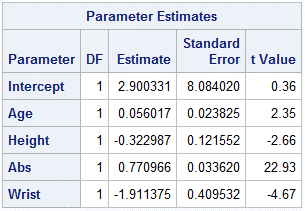 Parameter Estimates
Parameter DF Estimate Standard Error t Value
Intercept 1 2.900331 8.084020 0.36
Age 1 0.056017 0.023825 2.35
Height 1 -0.322987 0.121552 -2.66
Abs 1 0.770966 0.033620 22.93
Wrist 1 -1.911375 0.409532 -4.67